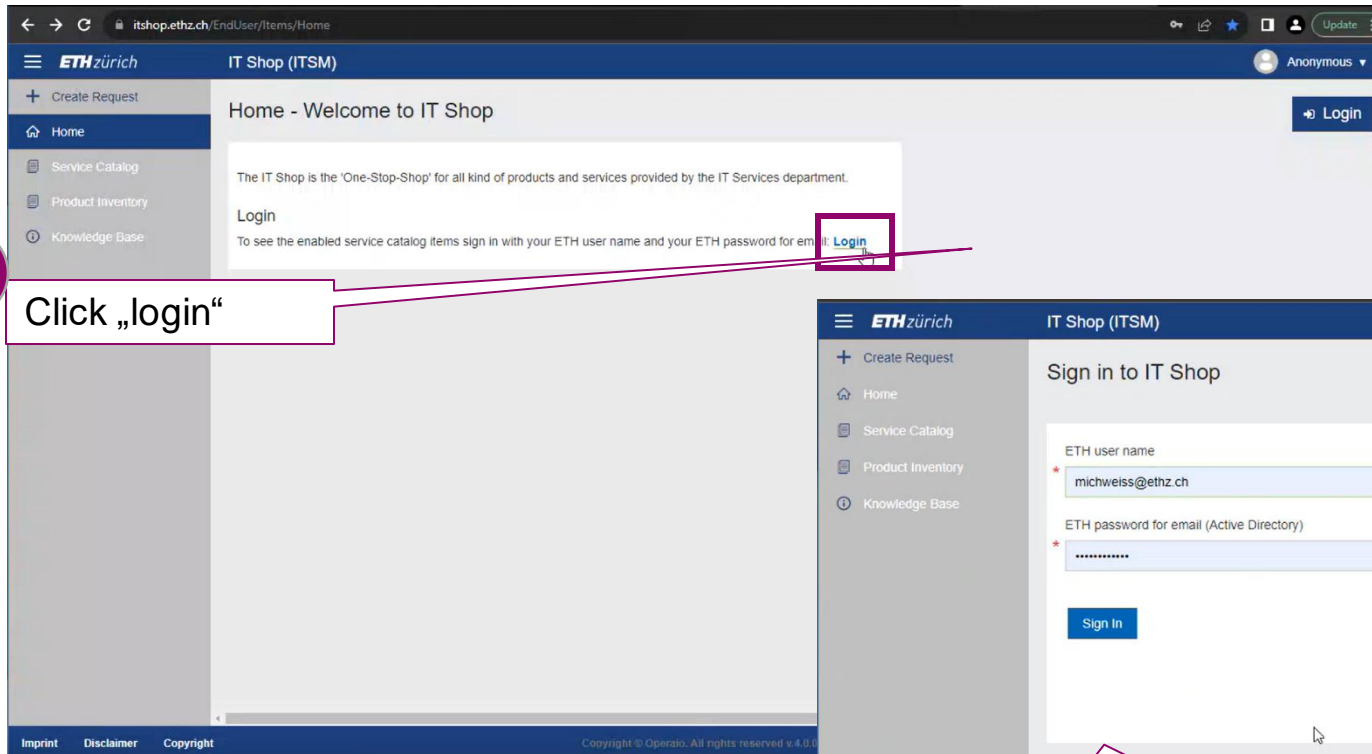 itshop.ethz.ch/EndUser/Items/Home
Update
ETH zürich
IT Shop (ITSM)
Anonymous
Create Request
Home
Service Catalog
Product Inventory
Knowledge Base
Home - Welcome to IT Shop
Login
The IT Shop is the 'One-Stop-Shop' for all kind of products and services provided by the IT Services department.
Login
To see the enabled service catalog items sign in with your ETH user name and your ETH password for email: Login
Click „login“
ETH zürich
IT Shop (ITSM)
Create Request
Home
Service Catalog
Product Inventory
Knowledge Base
Sign in to IT Shop
ETH user name
* michweiss@ethz.ch
ETH password for email (Active Directory)
* ••••••••••••
Sign In
Imprint Disclaimer Copyright
Copyright © Operaio. All rights reserved v.4.0.0